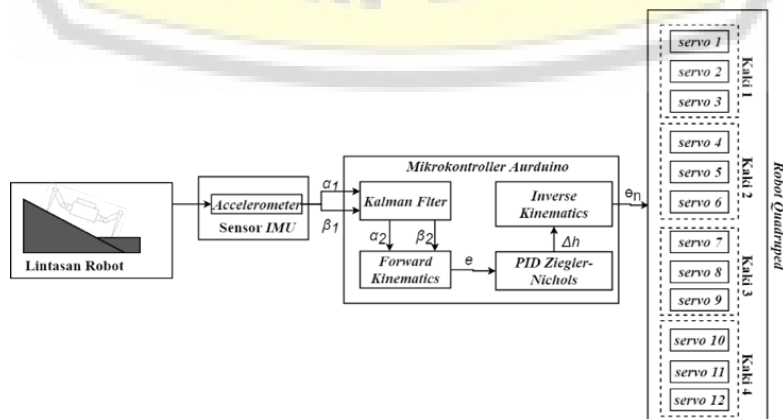 Lintasan Robot
Accelerometer
Sensor IMU
α1
β1
Mikrokontroller Aurduino
Kalman Flter
α2
β2
Forward
Kinematics
e
PID Ziegler-
Nichols
Δh
Inverse
Kinematics
en
servo 1
servo 2
servo 3
Kaki 1
servo 4
servo 5
servo 6
Kaki 2
servo 7
servo 8
servo 9
Kaki 3
servo 10
servo 11
servo 12
Kaki 4
Robot Quadruped